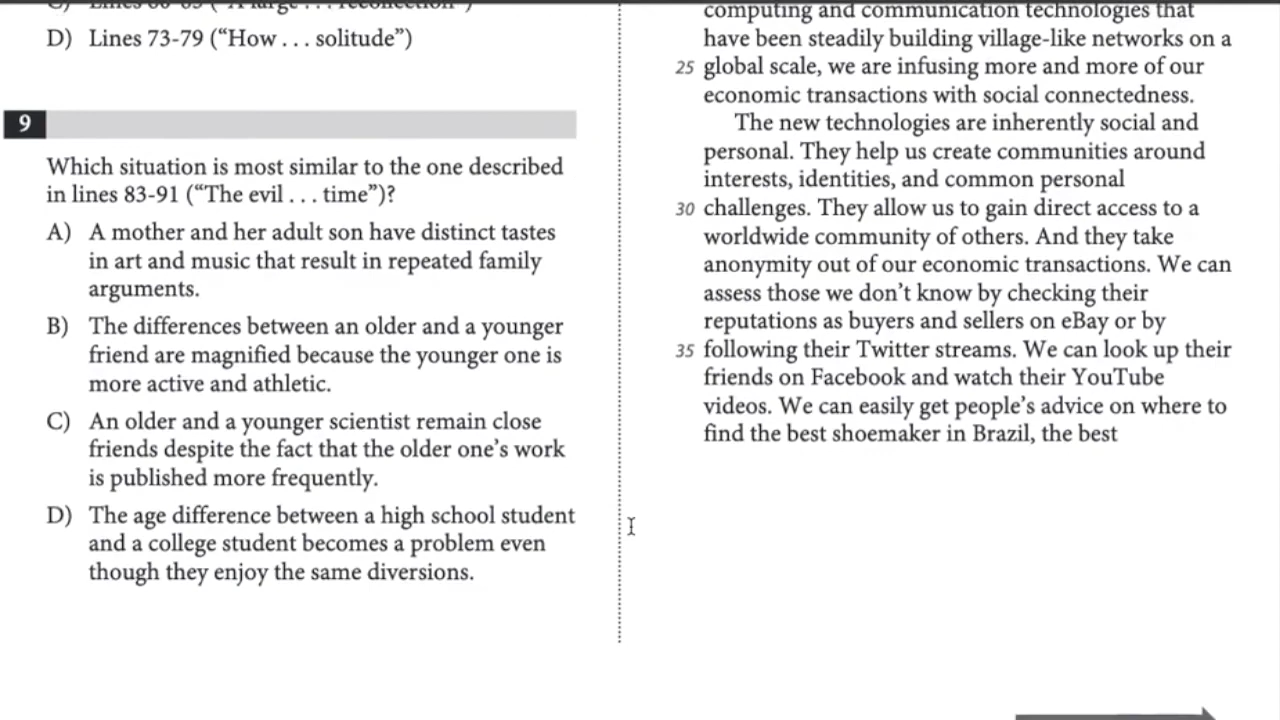 D) Lines 73-79 (“How . . . solitude”)
9
Which situation is most similar to the one described
in lines 83-91 (“The evil . . . time”)?
A) A mother and her adult son have distinct tastes
in art and music that result in repeated family
arguments.
B) The differences between an older and a younger
friend are magnified because the younger one is
more active and athletic.
C) An older and a younger scientist remain close
friends despite the fact that the older one’s work
is published more frequently.
D) The age difference between a high school student
and a college student becomes a problem even
though they enjoy the same diversions.
computing and communication technologies that
have been steadily building village-like networks on a
25 global scale, we are infusing more and more of our
economic transactions with social connectedness.
The new technologies are inherently social and
personal. They help us create communities around
interests, identities, and common personal
30 challenges. They allow us to gain direct access to a
worldwide community of others. And they take
anonymity out of our economic transactions. We can
assess those we don’t know by checking their
reputations as buyers and sellers on eBay or by
35 following their Twitter streams. We can look up their
friends on Facebook and watch their YouTube
videos. We can easily get people’s advice on where to
find the best shoemaker in Brazil, the best